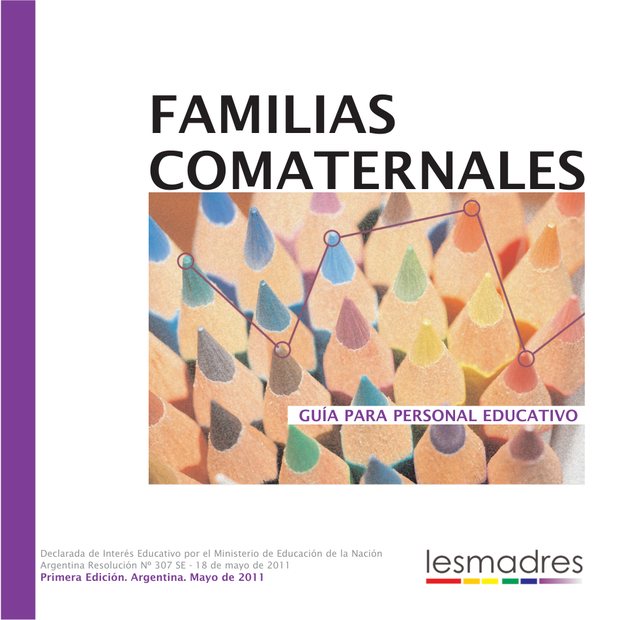 FAMILIAS
COMATERNALES
GUÍA PARA PERSONAL EDUCATIVO
Declarada de Interés Educativo por el Ministerio de Educación de la Nación
Argentina Resolución Nº 307 SE - 18 de mayo de 2011
Primera Edición. Argentina. Mayo de 2011
lesmadres